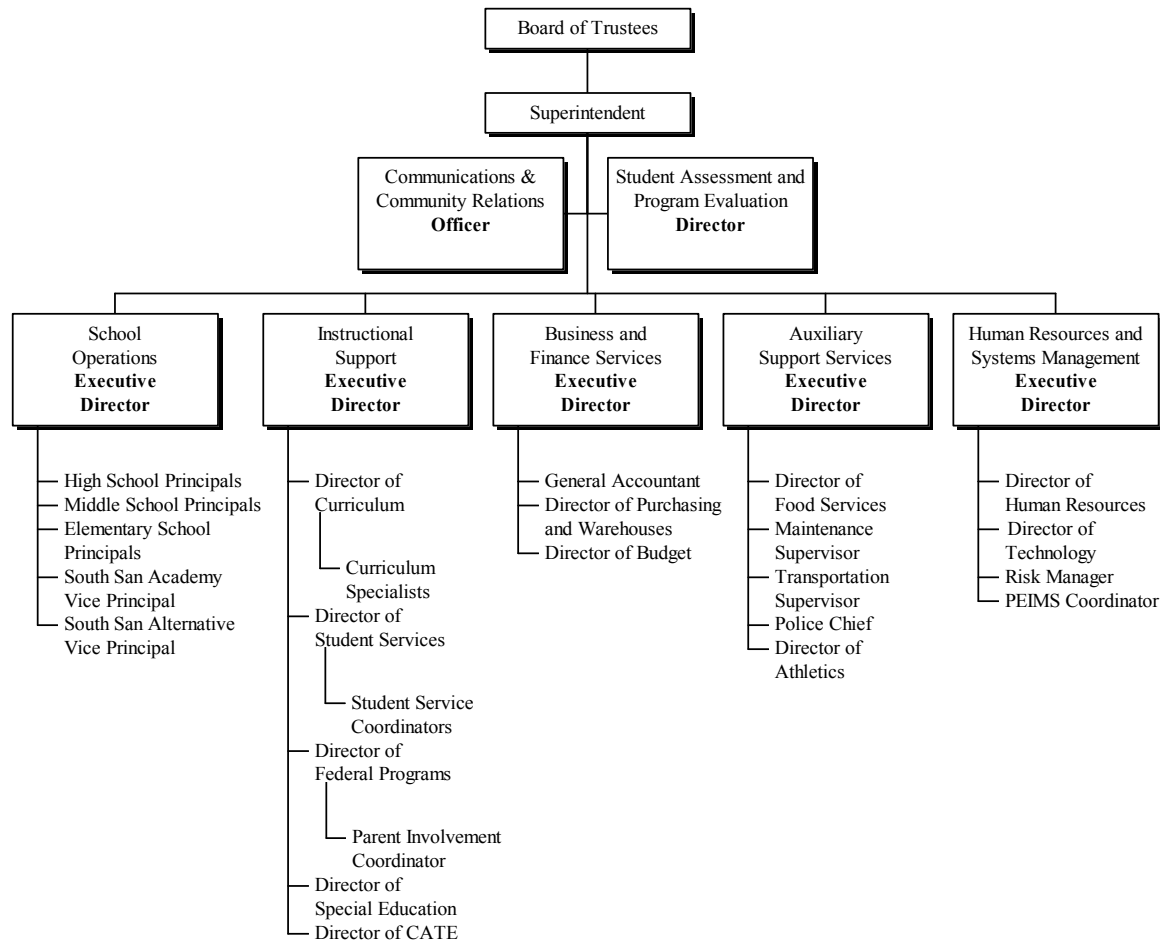 Board of Trustees
Superintendent
Communications &
Community Relations
Officer
Student Assessment and
Program Evaluation
Director
School
Operations
Executive
Director
Instructional
Support
Executive
Director
Business and
Finance Services
Executive
Director
Auxiliary
Support Services
Executive
Director
Human Resources and
Systems Management
Executive
Director
High School Principals
Middle School Principals
Elementary School
Principals
South San Academy
Vice Principal
South San Alternative
Vice Principal
Director of
Curriculum
Curriculum
Specialists
Director of
Student Services
Student Service
Coordinators
Director of
Federal Programs
Parent Involvement
Coordinator
Director of
Special Education
Director of CATE
General Accountant
Director of Purchasing
and Warehouses
Director of Budget
Director of
Food Services
Maintenance
Supervisor
Transportation
Supervisor
Police Chief
Director of
Athletics
Director of
Human Resources
Director of
Technology
Risk Manager
PEIMS Coordinator